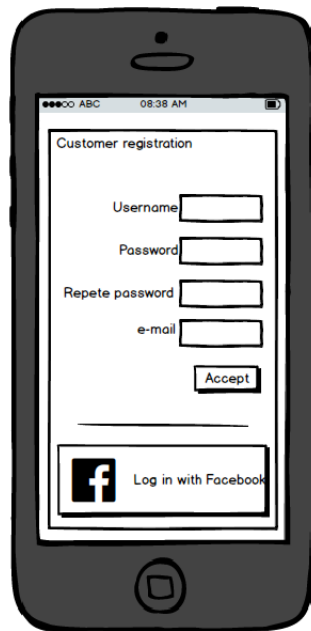 ABC 08:38 AM
Customer registration
Username
Password
Repete password
e-mail
Accept
Log in with Facebook